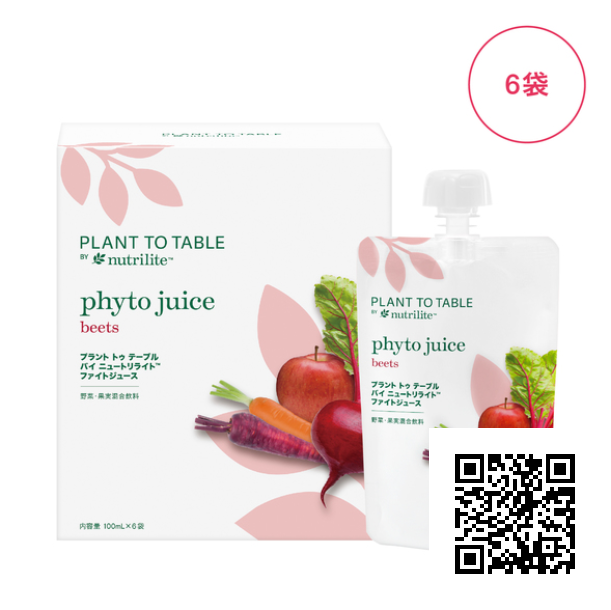 6袋
PLANT TO TABLE
PLANT TO TABLE
BY nutrilite™
phyto juice
beets
プラント トゥ テーブル
バイ ニュートリライト™
ファイトジュース
野菜・果実混合飲料
内容量 100mL×6袋
PLANT TO TABLE
BY nutrilite™
phyto juice
beets
プラント トゥ テーブル
バイ ニュートリライト™
ファイトジュース
野菜・果実混合飲料